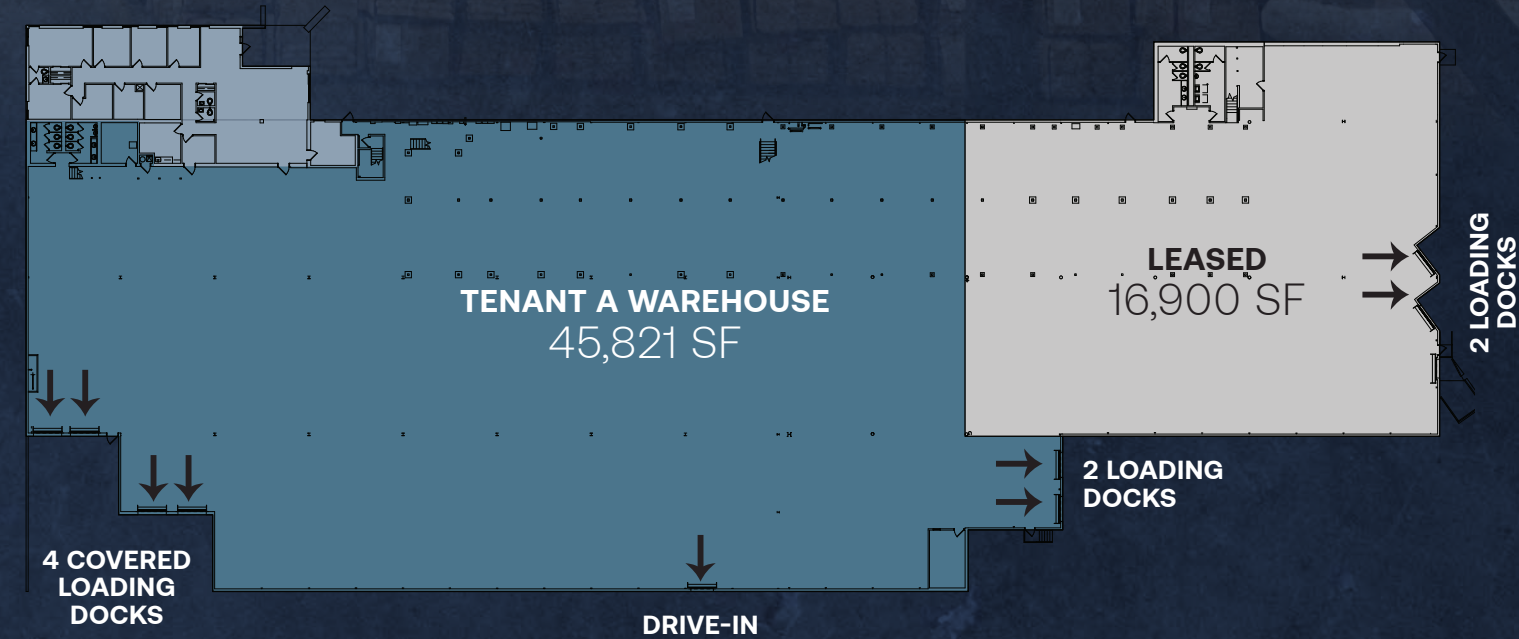 TENANT A WAREHOUSE
45,821 SF
LEASED
16,900 SF
2 LOADING
DOCKS
2 LOADING
DOCKS
4 COVERED
LOADING
DOCKS
DRIVE-IN